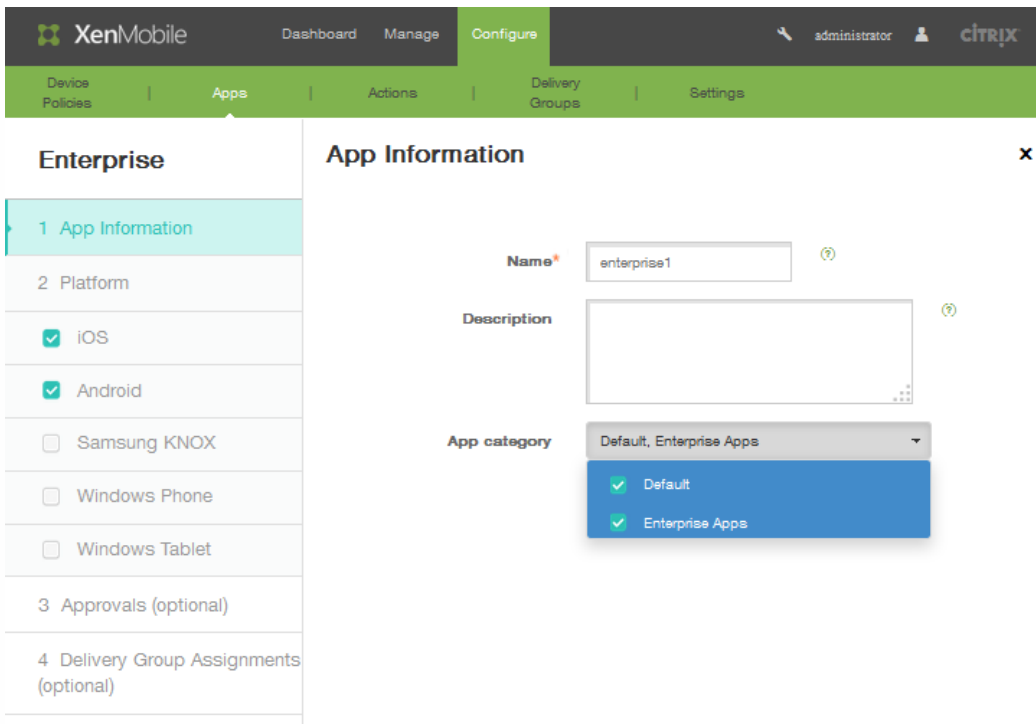 XenMobile
Dashboard Manage Configure
administrator
CİTRIX
Device Policies | Apps | Actions | Delivery Groups | Settings
Enterprise
App Information
x
1 App Information
2 Platform
iOS
Android
Samsung KNOX
Windows Phone
Windows Tablet
3 Approvals (optional)
4 Delivery Group Assignments
(optional)
Name*
enterprise1
?
Description
?
App category
Default, Enterprise Apps
Default
Enterprise Apps